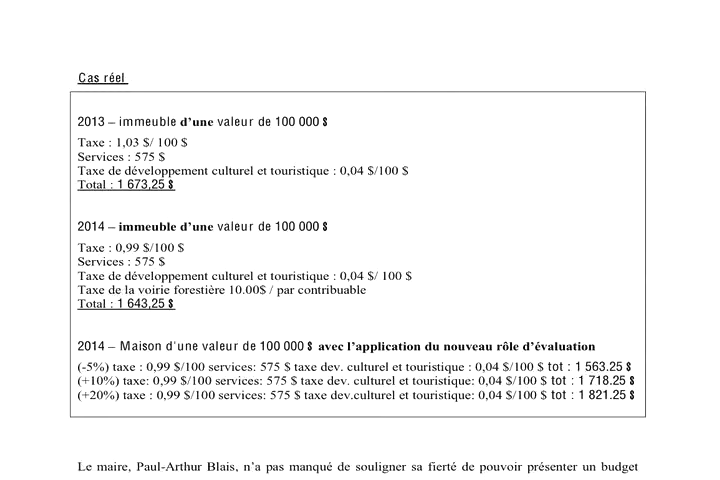 Cas réel
2013 – immeuble d'une valeur de 100 000 $
Taxe : 1,03 $/ 100 $
Services : 575 $
Taxe de développement culturel et touristique : 0,04 $/100 $
Total : 1 673,25 $
2014 – immeuble d'une valeur de 100 000 $
Taxe : 0,99 $/100 $
Services : 575 $
Taxe de développement culturel et touristique : 0,04 $/ 100 $
Taxe de la voirie forestière 10.00$ / par contribuable
Total : 1 643,25 $
2014 – Maison d'une valeur de 100 000 $ avec l'application du nouveau rôle d'évaluation
(-5%) taxe : 0,99 $/100 services: 575 $ taxe dev. culturel et touristique : 0,04 $/100 $ tot : 1 563.25 $
(+10%) taxe: 0,99 $/100 services: 575 $ taxe dev. culturel et touristique: 0,04 $/100 $ tot : 1 718.25 $
(+20%) taxe : 0,99 $/100 services: 575 $ taxe dev.culturel et touristique: 0,04 $/100 $ tot : 1 821.25 $
Le maire, Paul-Arthur Blais, n'a pas manqué de souligner sa fierté de pouvoir présenter un budget